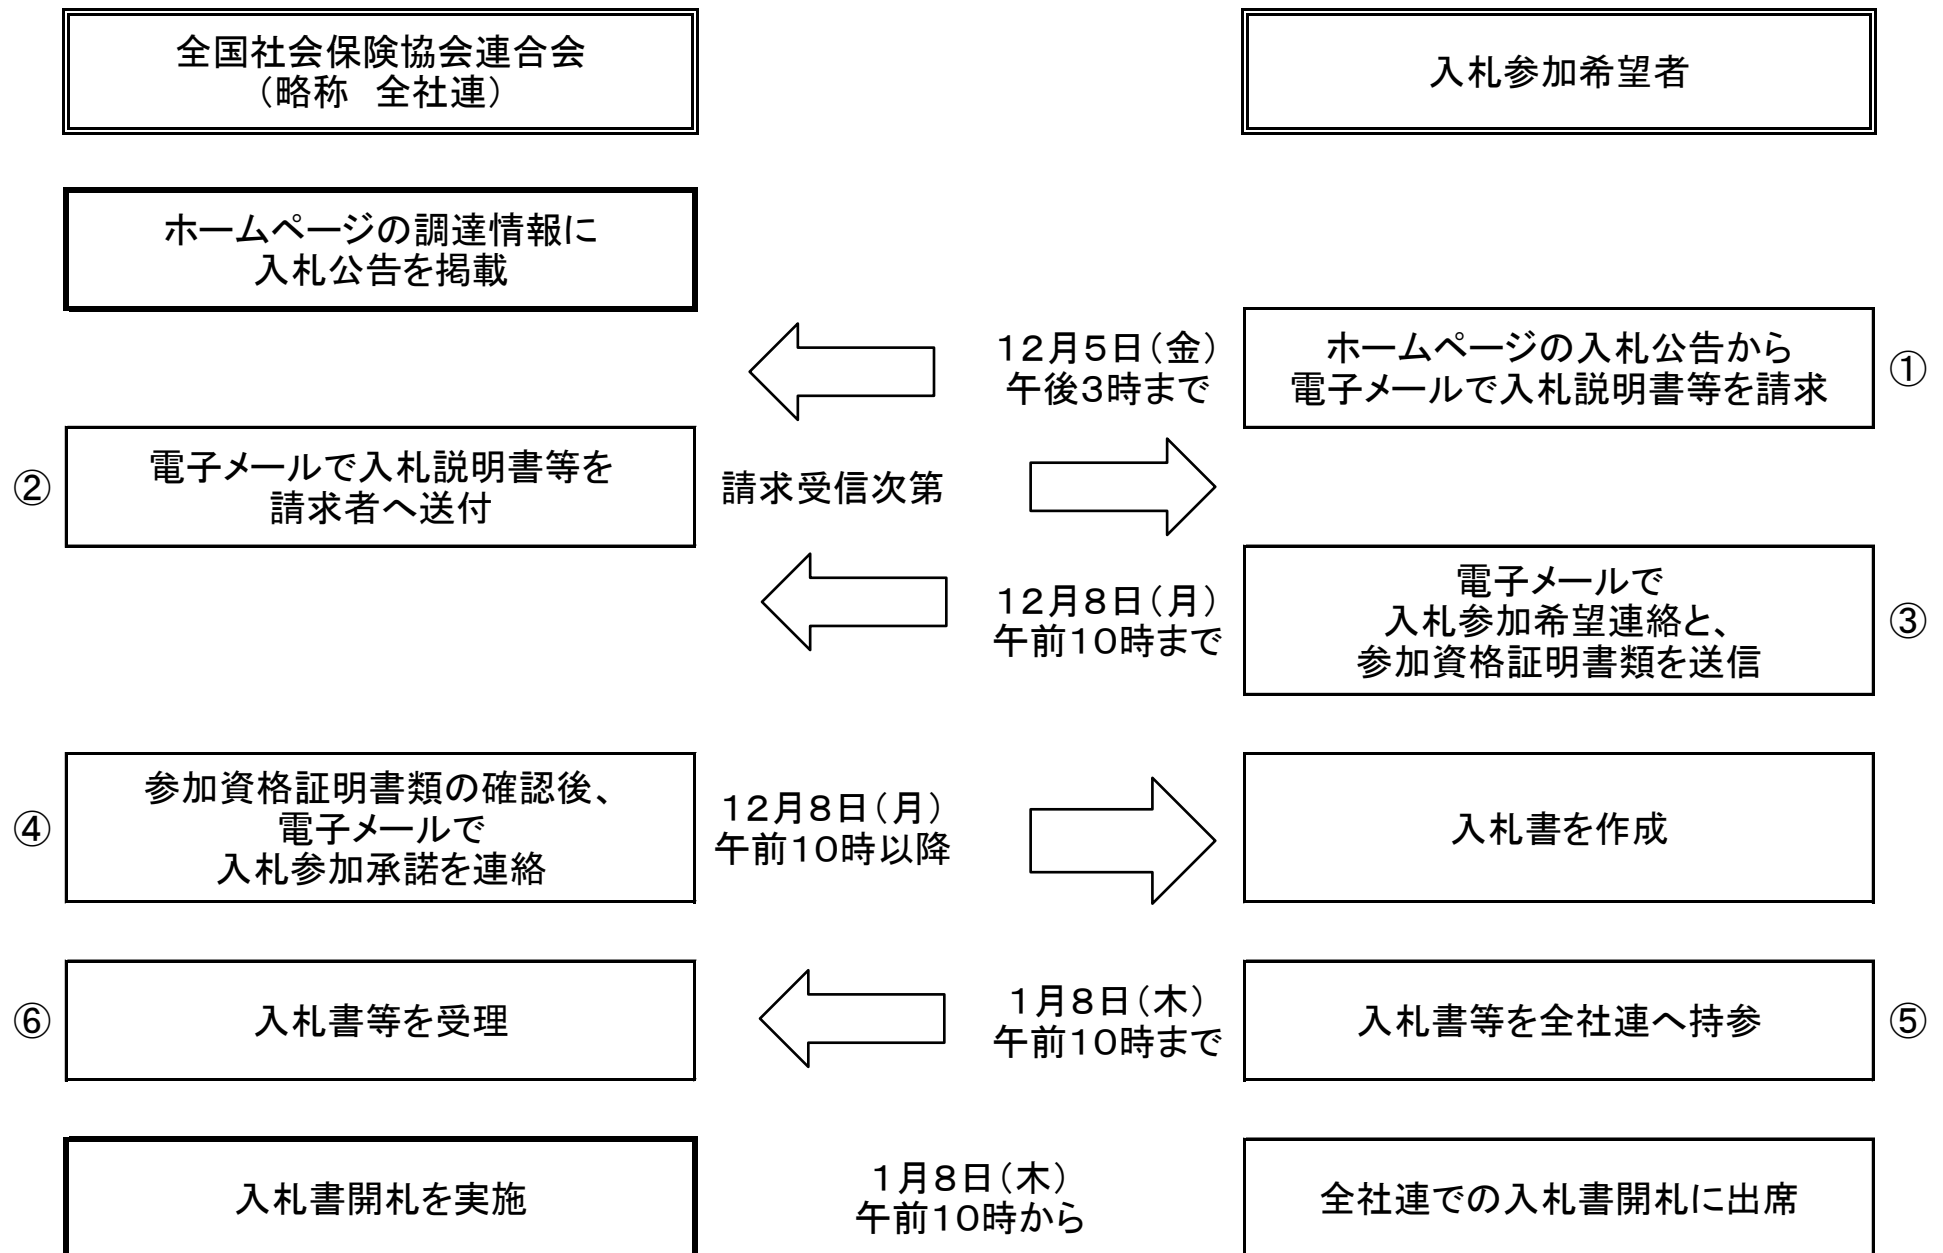 全国社会保険協会連合会
（略称　全社連）
入札参加希望者
ホームページの調達情報に
入札公告を掲載
12月5日（金）
午後3時まで
ホームページの入札公告から
電子メールで入札説明書等を請求
①
②
電子メールで入札説明書等を
請求者へ送付
請求受信次第
12月8日（月）
午前10時まで
電子メールで
入札参加希望連絡と、
参加資格証明書類を送信
③
④
参加資格証明書類の確認後、
電子メールで
入札参加承諾を連絡
12月8日（月）
午前10時以降
入札書を作成
⑥
入札書等を受理
1月8日（木）
午前10時まで
入札書等を全社連へ持参
⑤
入札書開札を実施
1月8日（木）
午前10時から
全社連での入札書開札に出席